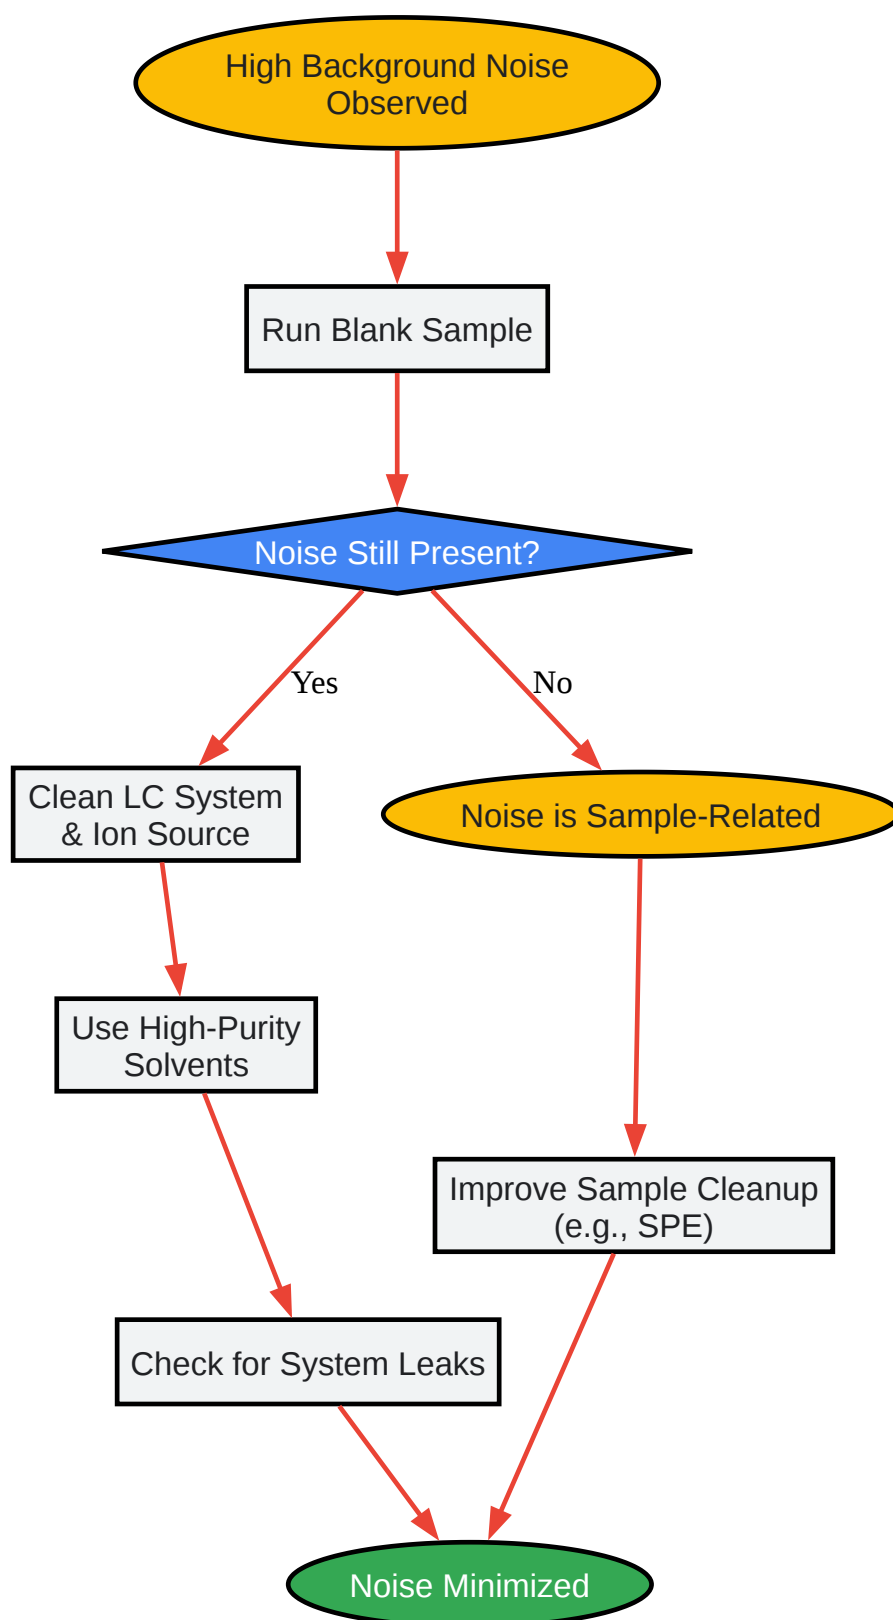 High Background Noise
Observed
Run Blank Sample
Noise Still Present?
Yes
No
Clean LC System
& Ion Source
Noise is Sample-Related
Use High-Purity
Solvents
Improve Sample Cleanup
(e.g., SPE)
Check for System Leaks
Noise Minimized